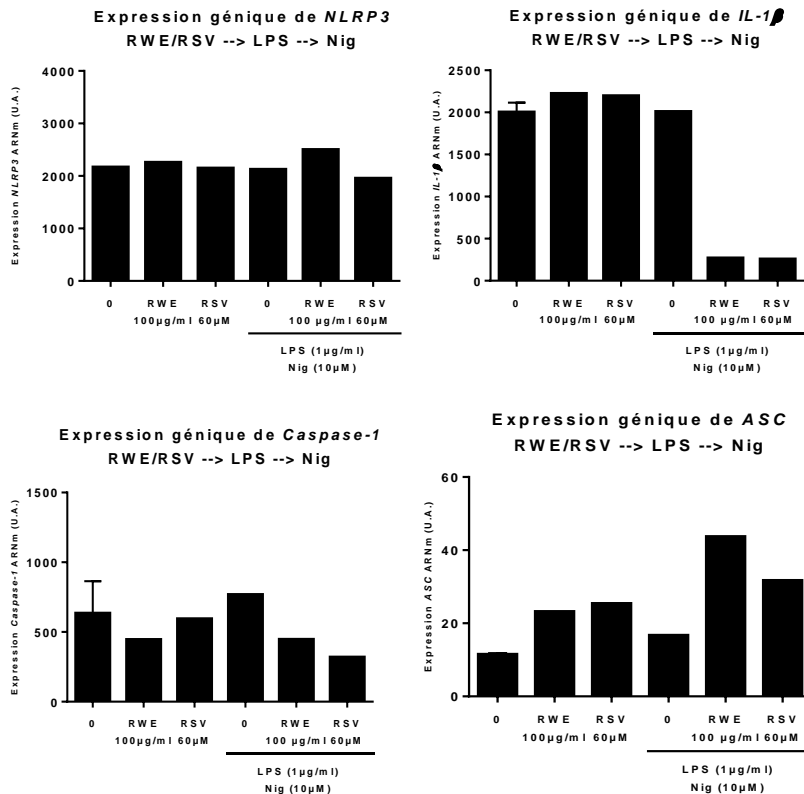 Expression génique de NLRP3
RWE/RSV --> LPS -> Nig
Expression NLRP3 ARNm (U.A.)
4000
3000
2000
1000
0
0 RWE RSV 0 RWE RSV
100µg/ml 60µM 100 µg/ml 60µM
LPS (1µg/ml)
Nig (10µM)
Expression génique de IL-1β
RWE/RSV --> LPS --> Nig
Expression IL-1β ARNm (U.A.)
2500
2000
1500
1000
500
0
0 RWE RSV 0 RWE RSV
100µg/ml 60µM 100 µg/ml 60µM
LPS (1µg/ml)
Nig (10µM)
Expression génique de Caspase-1
RWE/RSV --> LPS --> Nig
Expression Caspase-1 ARNm (U.A.)
1500
1000
500
0
0 RWE RSV 0 RWE RSV
100µg/ml 60µM 100 µg/ml 60µM
LPS (1µg/ml)
Nig (10µM)
Expression génique de ASC
RWE/RSV --> LPS --> Nig
Expression ASC ARNm (U.A.)
60
40
20
0
0 RWE RSV 0 RWE RSV
100µg/ml 60µM 100 µg/ml 60µM
LPS (1µg/ml)
Nig (10µM)